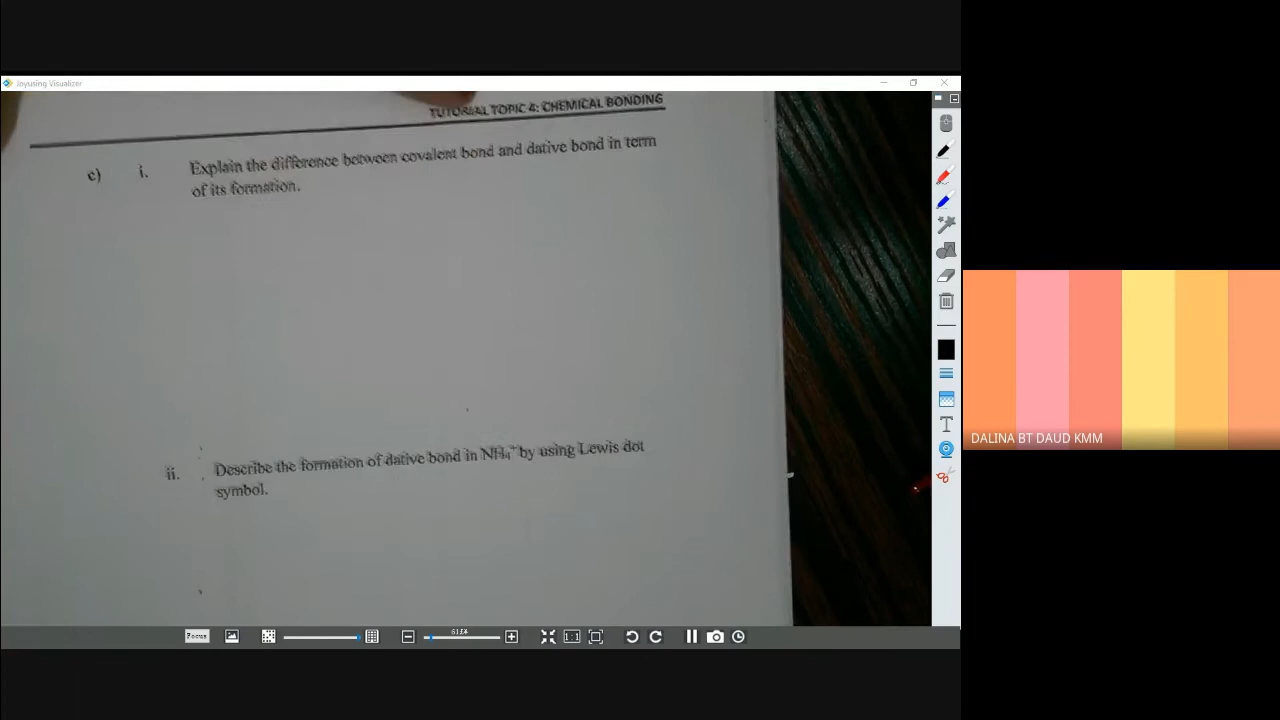 Joyusing Visualizer
TUTORIAL TOPIC 4: CHEMICAL BONDING
c) i. Explain the difference between covalent bond and dative bond in term
of its formation.
ii. Describe the formation of dative bond in NH₄⁺ by using Lewis dot
symbol.
DALINA BT DAUD KMM
T
Focus
1:1